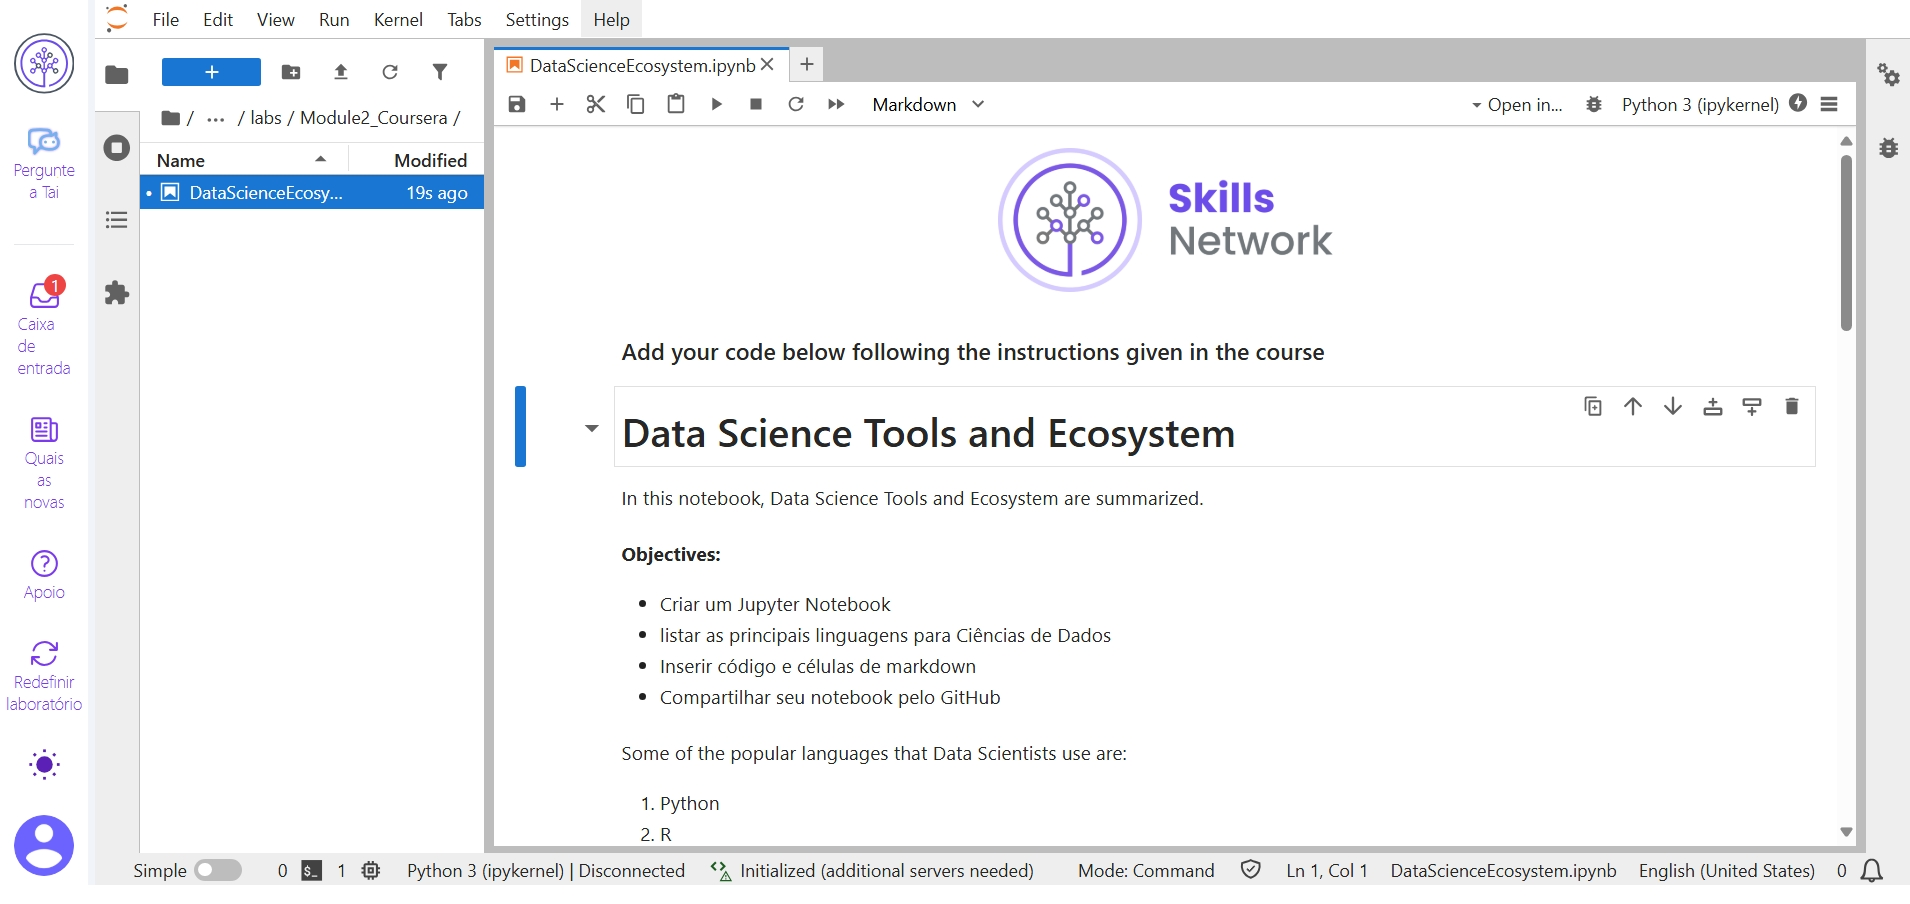 File Edit View Run Kernel Tabs Settings Help
Pergunte
a Tai
1
Caixa
de
entrada
Quais
as
novas
Apoio
Redefinir
laboratório
+
/ ... / labs / Module2_Coursera /
Name Modified
DataScienceEcosy... 19s ago
DataScienceEcosystem.ipynb
Markdown
Open in...
Python 3 (ipykernel)
Skills
Network
Add your code below following the instructions given in the course
Data Science Tools and Ecosystem
In this notebook, Data Science Tools and Ecosystem are summarized.
Objectives:
• Criar um Jupyter Notebook
• listar as principais linguagens para Ciências de Dados
• Inserir código e células de markdown
• Compartilhar seu notebook pelo GitHub
Some of the popular languages that Data Scientists use are:
1. Python
2. R
Simple 0 $_ 1 Python 3 (ipykernel) | Disconnected Initialized (additional servers needed) Mode: Command Ln 1, Col 1 DataScienceEcosystem.ipynb English (United States) 0